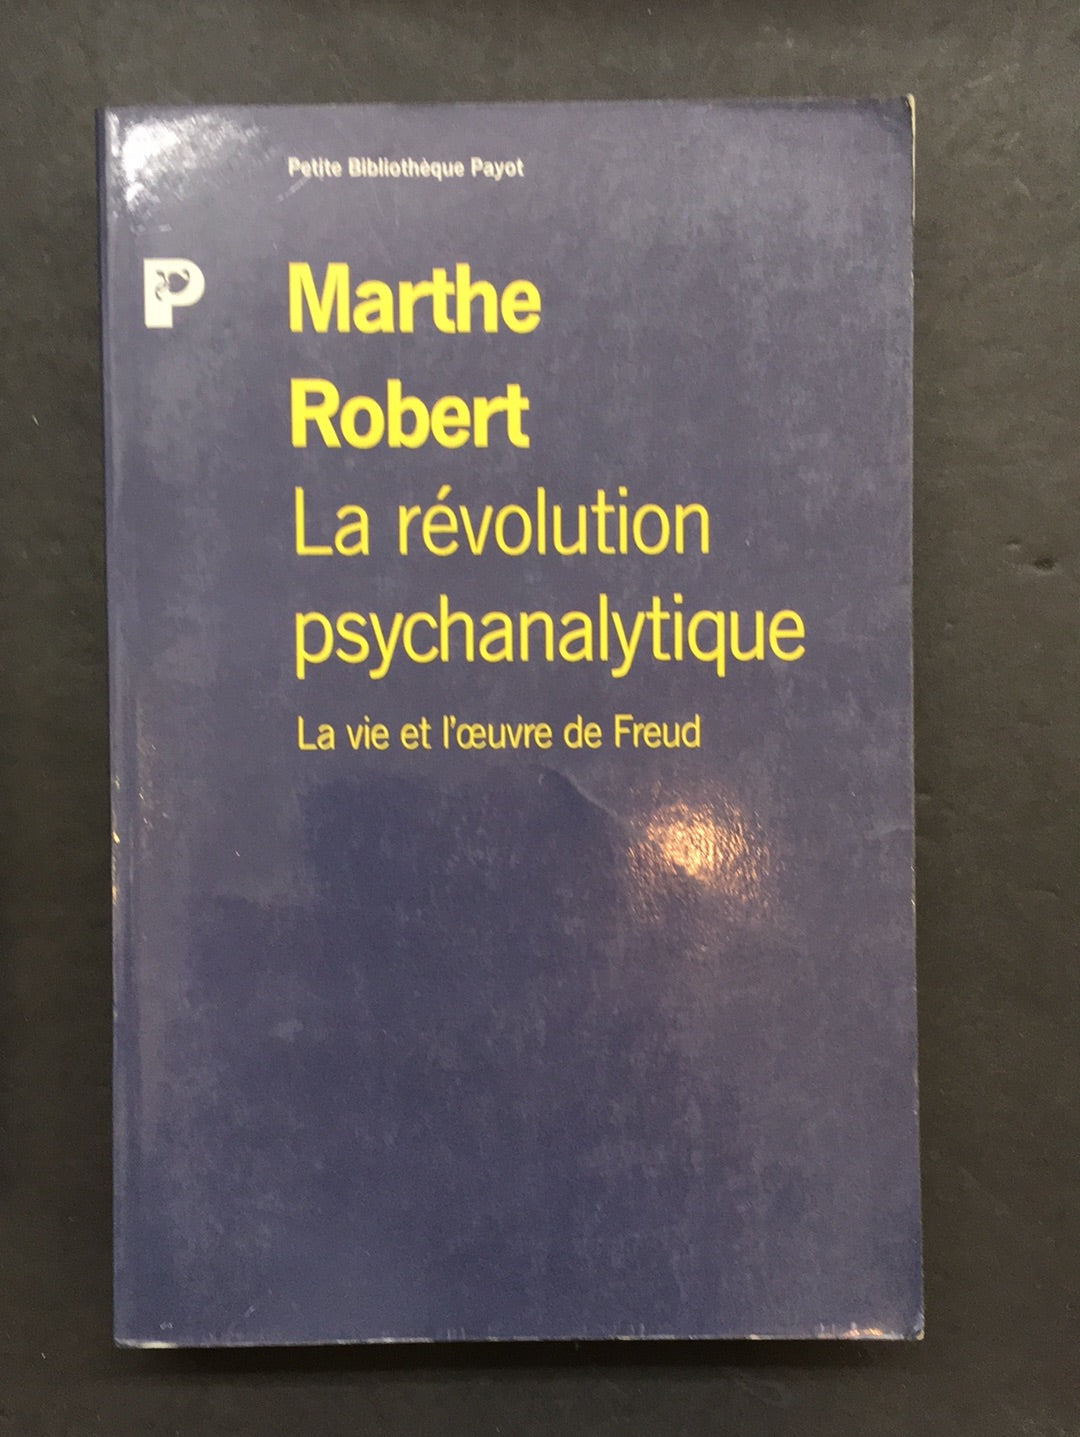 Petite Bibliothèque Payot
P
Marthe
Robert
La révolution
psychanalytique
La vie et l'œuvre de Freud